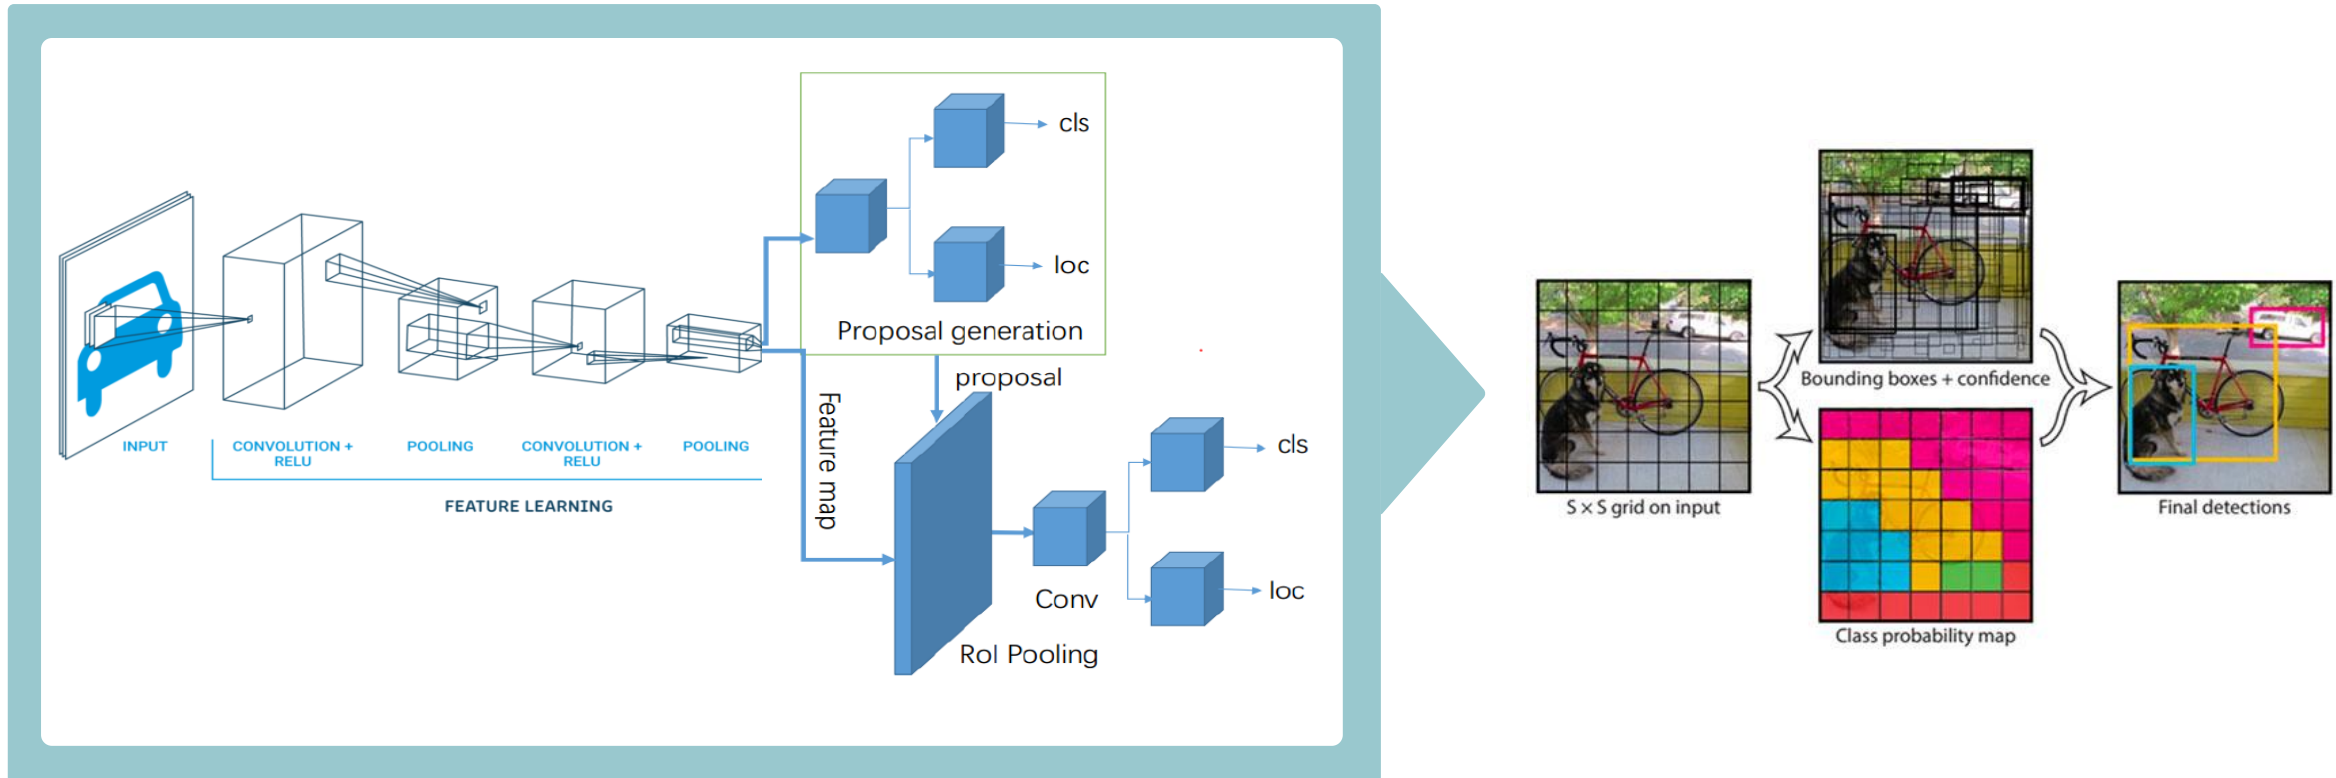 cls
loc
Proposal generation
proposal
Feature map
INPUT
CONVOLUTION +
RELU
POOLING
CONVOLUTION +
RELU
POOLING
FEATURE LEARNING
cls
loc
Conv
RoI Pooling
S × S grid on input
Bounding boxes + confidence
Class probability map
Final detections